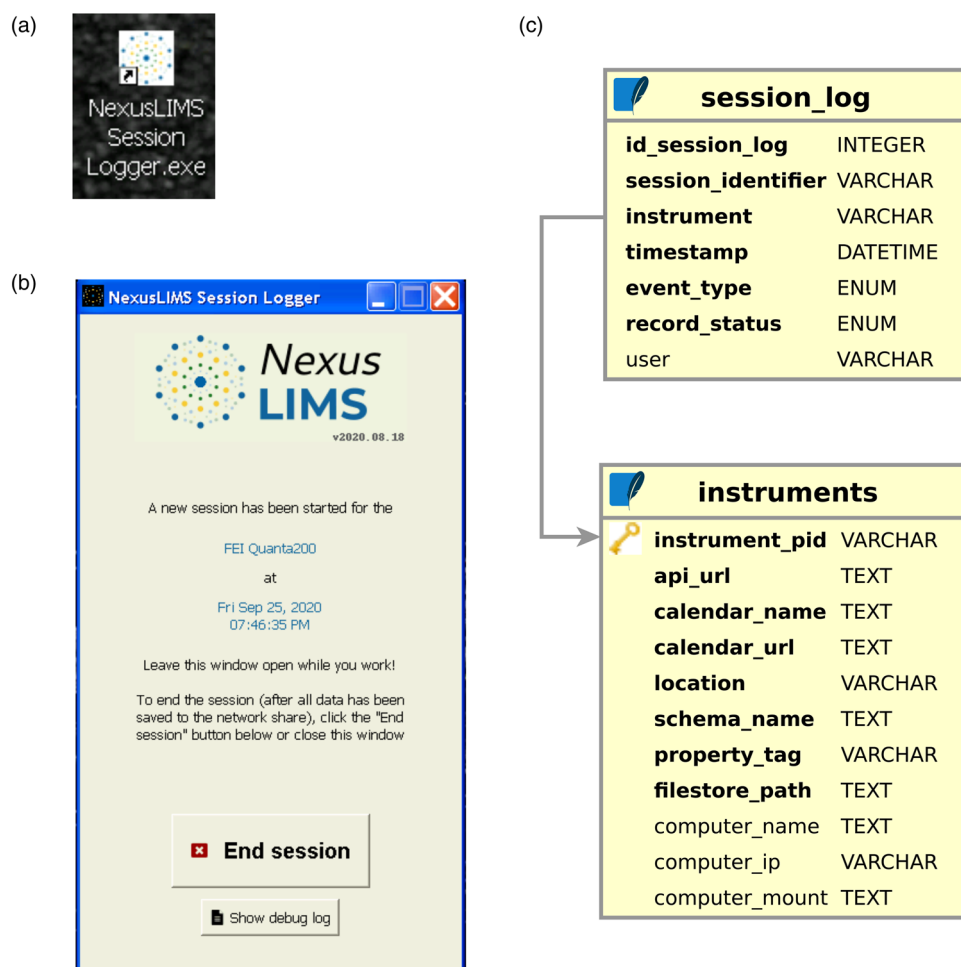 (a)
NexusLIMS
Session
Logger.exe
(b)
NexusLIMS Session Logger
Nexus
LIMS
v2020.08.18
A new session has been started for the
FEI Quanta200
at
Fri Sep 25, 2020
07:46:35 PM
Leave this window open while you work!
To end the session (after all data has been
saved to the network share), click the "End
session" button below or close this window
End session
Show debug log
(c)
session_log
id_session_log INTEGER
session_identifier VARCHAR
instrument VARCHAR
timestamp DATETIME
event_type ENUM
record_status ENUM
user VARCHAR
instruments
instrument_pid VARCHAR
api_url TEXT
calendar_name TEXT
calendar_url TEXT
location VARCHAR
schema_name TEXT
property_tag VARCHAR
filestore_path TEXT
computer_name TEXT
computer_ip VARCHAR
computer_mount TEXT